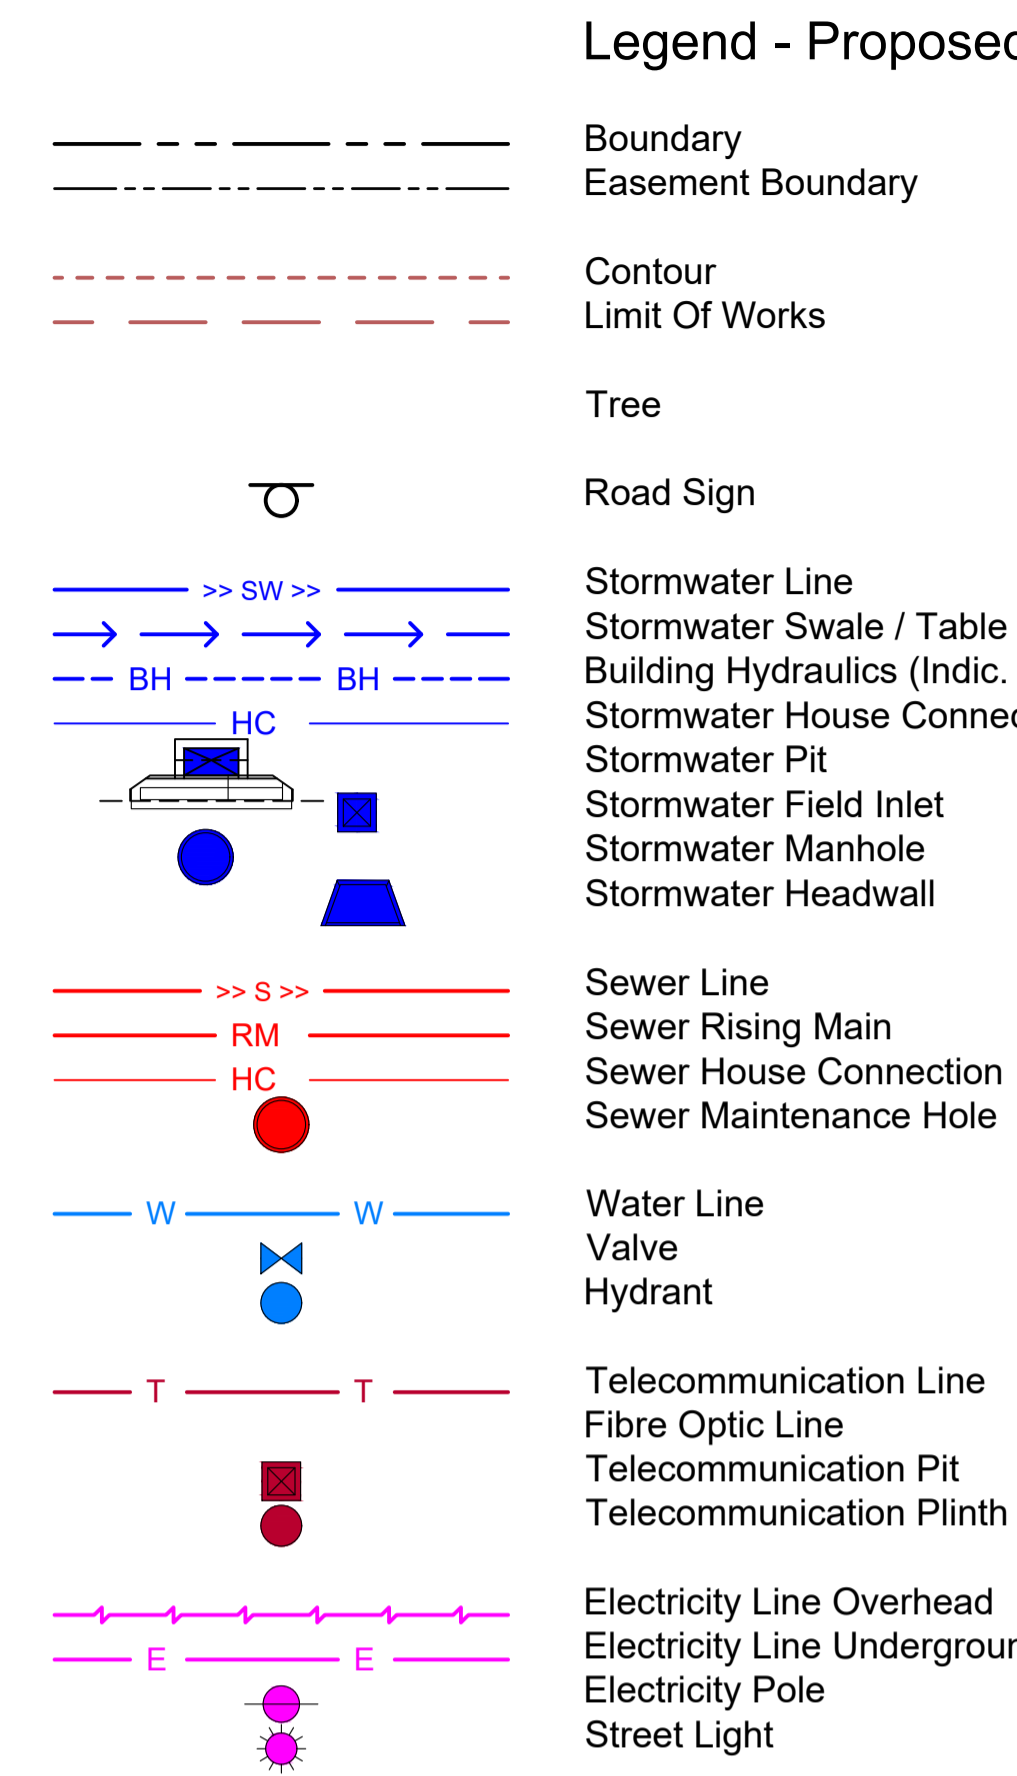 Legend - Proposed
Boundary
Easement Boundary
Contour
Limit Of Works
Tree
Road Sign
>> SW >> Stormwater Line
Stormwater Swale / Table
BH BH Building Hydraulics (Indic.
HC Stormwater House Connec
Stormwater Pit
Stormwater Field Inlet
Stormwater Manhole
Stormwater Headwall
>> S >> Sewer Line
RM Sewer Rising Main
HC Sewer House Connection
Sewer Maintenance Hole
W W Water Line
Valve
Hydrant
T T Telecommunication Line
Fibre Optic Line
Telecommunication Pit
Telecommunication Plinth
Electricity Line Overhead
E E Electricity Line Undergroun
Electricity Pole
Street Light